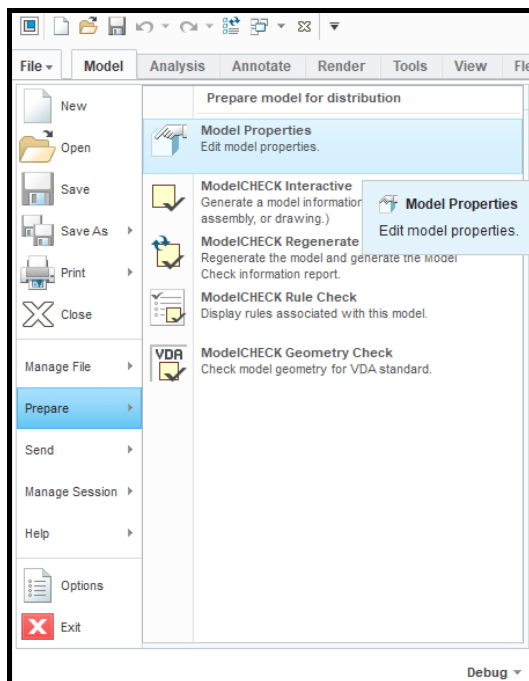 File Model Analysis Annotate Render Tools View
New
Open
Save
Save As
Print
Close
Manage File
Prepare
Send
Manage Session
Help
Options
Exit
Prepare model for distribution
Model Properties
Edit model properties.
ModelCHECK Interactive
Generate a model information
assembly, or drawing.)
ModelCHECK Regenerate
Regenerate the model and generate the Model
Check information report.
ModelCHECK Rule Check
Display rules associated with this model.
VDA
ModelCHECK Geometry Check
Check model geometry for VDA standard.
Model Properties
Edit model properties.
Debug